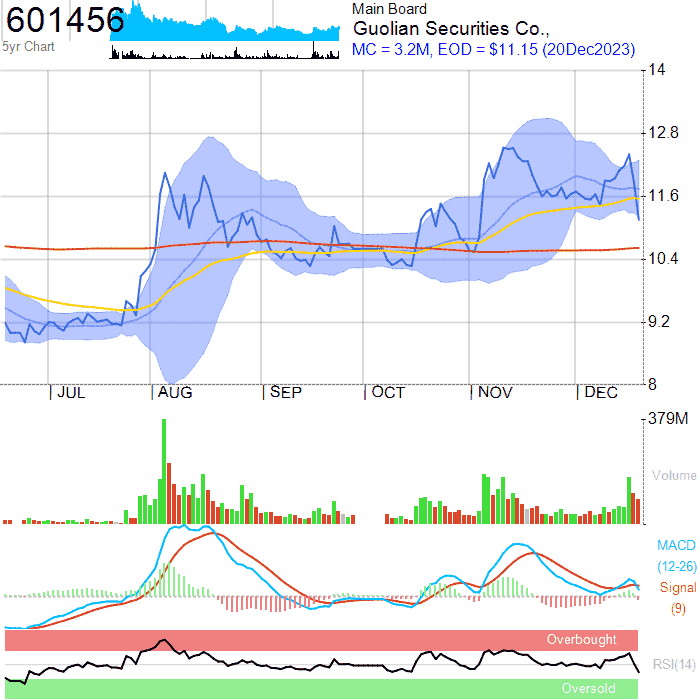 601456
5yr Chart
Main Board
Guolian Securities Co.,
MC = 3.2M, EOD = $11.15 (20Dec2023)
14
12.8
11.6
10.4
9.2
8
JUL AUG SEP OCT NOV DEC
379M
Volume
MACD
(12-26)
Signal
(9)
Overbought
RSI(14)
Oversold